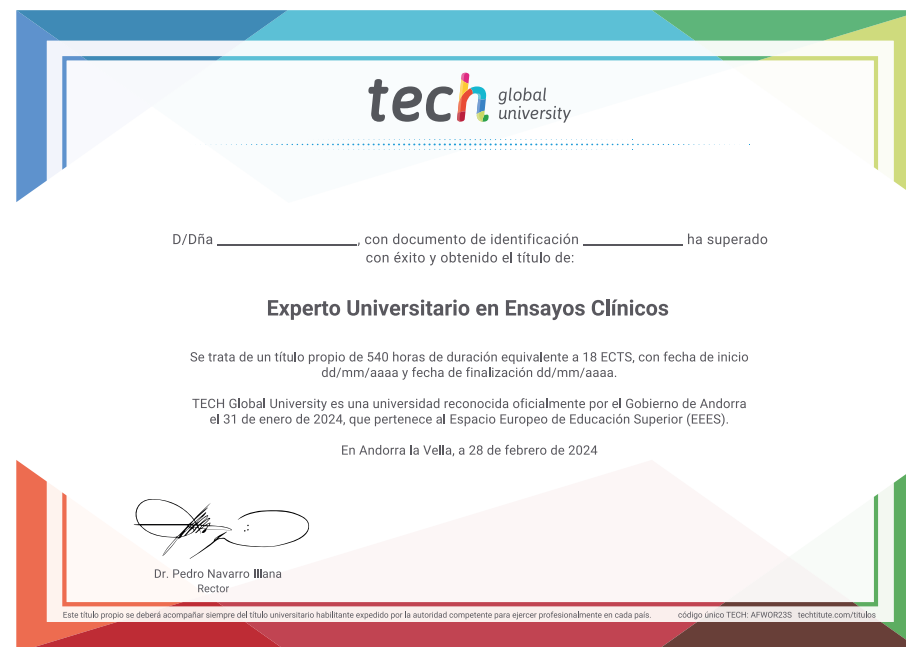 tech global
university
D/Dña ____________________, con documento de identificación ______________ ha superado
con éxito y obtenido el título de:
Experto Universitario en Ensayos Clínicos
Se trata de un título propio de 540 horas de duración equivalente a 18 ECTS, con fecha de inicio
dd/mm/aaaa y fecha de finalización dd/mm/aaaa.
TECH Global University es una universidad reconocida oficialmente por el Gobierno de Andorra
el 31 de enero de 2024, que pertenece al Espacio Europeo de Educación Superior (EEES).
En Andorra la Vella, a 28 de febrero de 2024
Dr. Pedro Navarro Illana
Rector
Este título propio se deberá acompañar siempre del título universitario habilitante expedido por la autoridad competente para ejercer profesionalmente en cada país. código único TECH: AFWOR23S techtitute.com/titulos